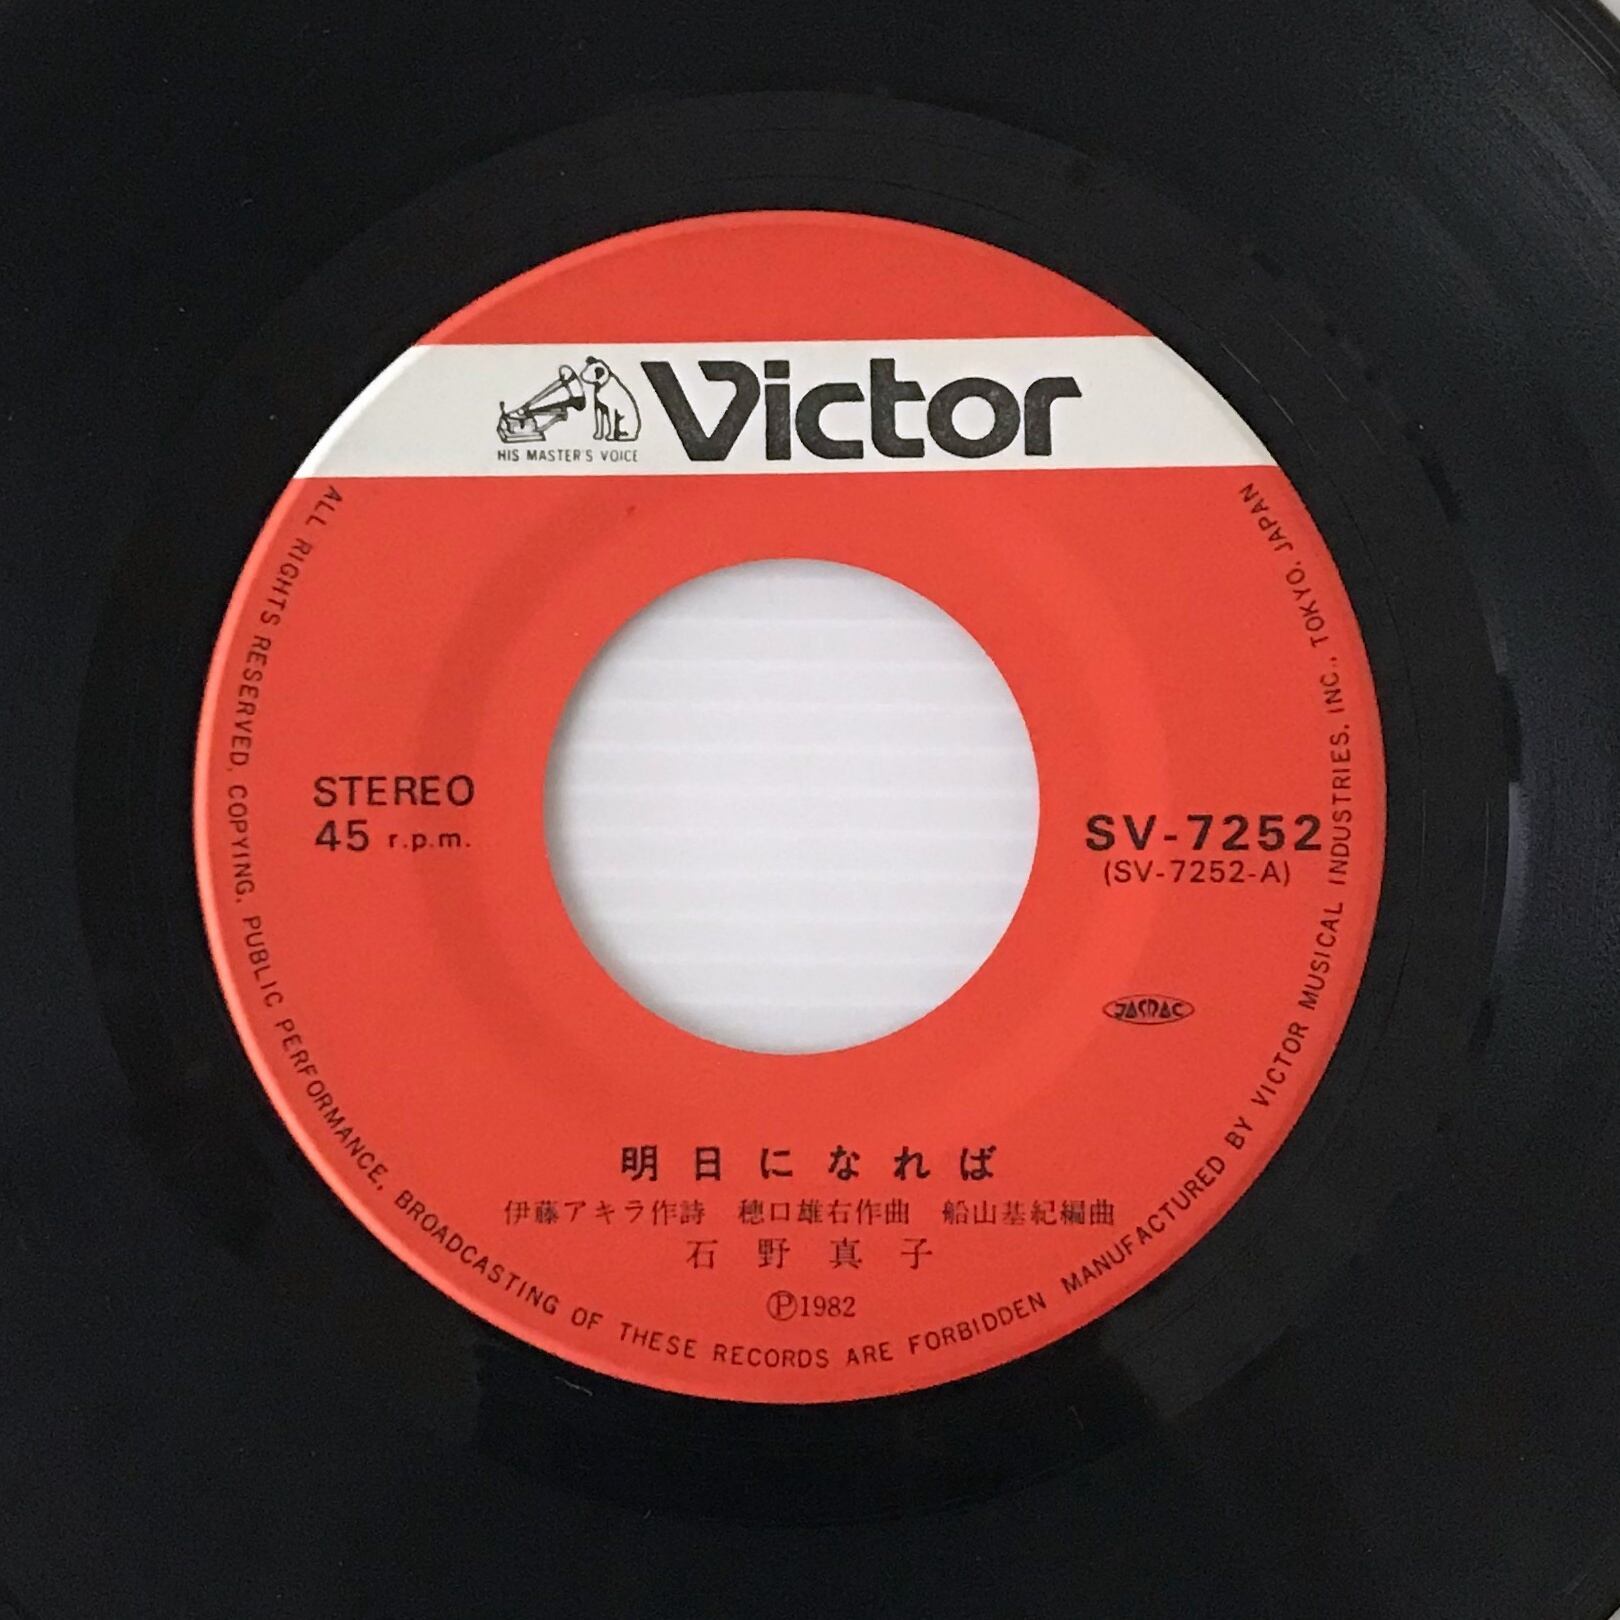 Victor
HIS MASTER'S VOICE
STEREO
45 r.p.m.
SV-7252
(SV-7252-A)
JASRAC
明日になれば
伊藤アキラ作詩 穂口雄右作曲 船山基紀編曲
石野真子
Ⓟ1982
ALL RIGHTS RESERVED. COPYING. PUBLIC PERFORMANCE, BROADCASTING OF THESE RECORDS ARE FORBIDDEN MANUFACTURED BY VICTOR MUSICAL INDUSTRIES. INC., TOKYO, JAPAN